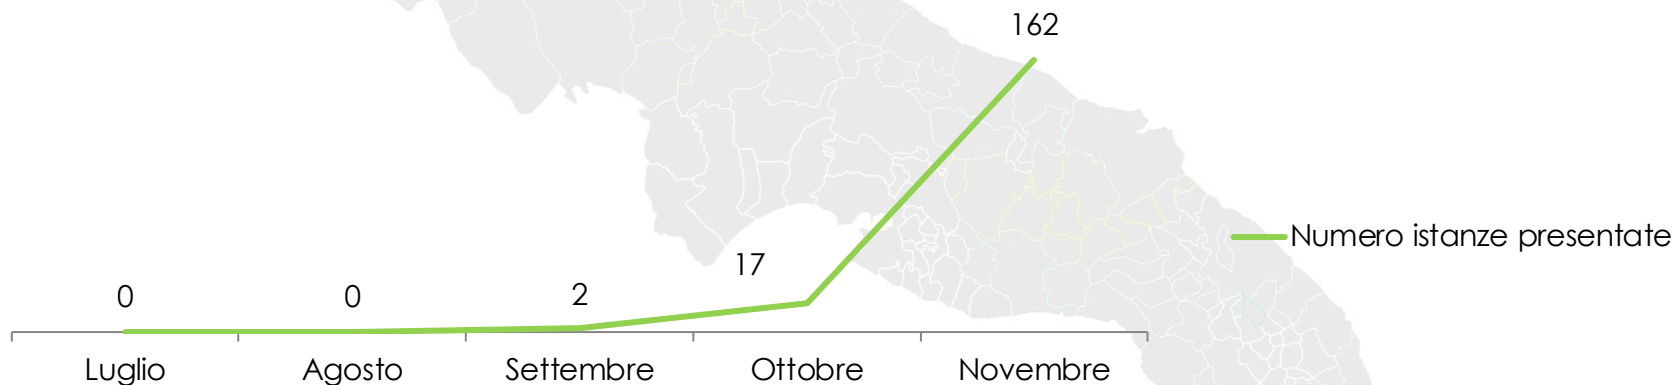 162
17
0
0
2
Numero istanze presentate
Luglio
Agosto
Settembre
Ottobre
Novembre